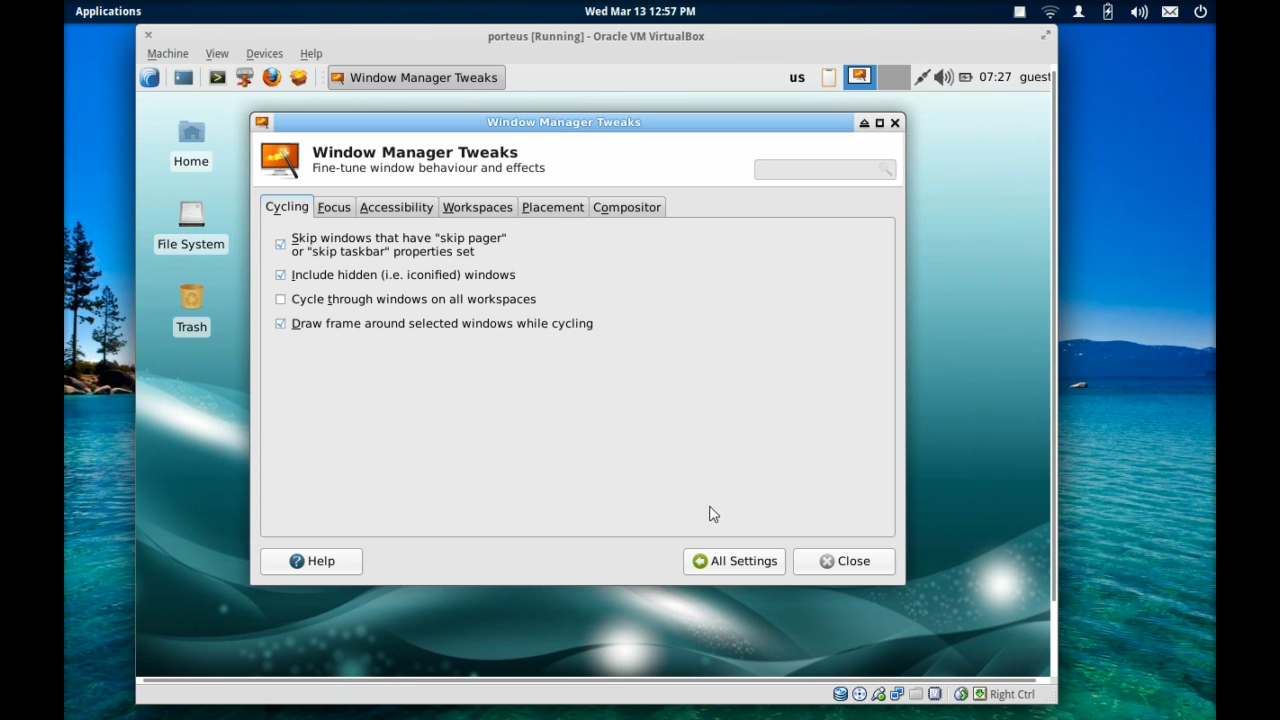 Applications
Wed Mar 13 12:57 PM
porteus [Running] - Oracle VM VirtualBox
Machine View Devices Help
Window Manager Tweaks
us
07:27 guest
Window Manager Tweaks
Home
File System
Trash
Window Manager Tweaks
Fine-tune window behaviour and effects
Cycling Focus Accessibility Workspaces Placement Compositor
Skip windows that have "skip pager"
or "skip taskbar" properties set
Include hidden (i.e. iconified) windows
Cycle through windows on all workspaces
Draw frame around selected windows while cycling
Help
All Settings
Close
Right Ctrl